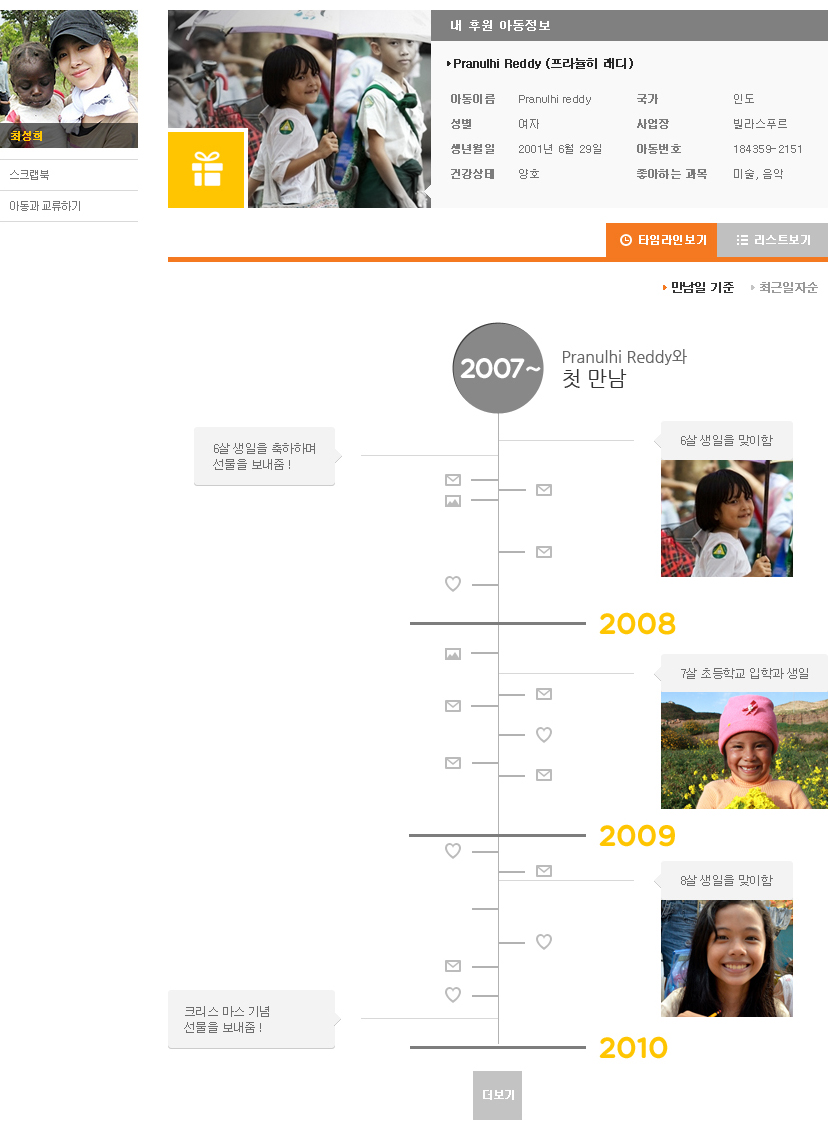 최성희
스크랩북
아동과 교류하기
내 후원 아동정보
Pranulhi Reddy (프라뉼히 래디)
아동이름 Pranulhi reddy 국가 인도
성별 여자 사업장 빌라스푸르
생년월일 2001년 6월 29일 아동번호 184359-2151
건강상태 양호 좋아하는 과목 미술, 음악
타임라인보기 리스트보기
만남일 기준 최근일자순
2007~
Pranulhi Reddy와
첫 만남
6살 생일을 축하하며
선물을 보내줌 !
6살 생일을 맞이함
2008
7살 초등학교 입학과 생일
2009
8살 생일을 맞이함
크리스 마스 기념
선물을 보내줌 !
2010
더보기